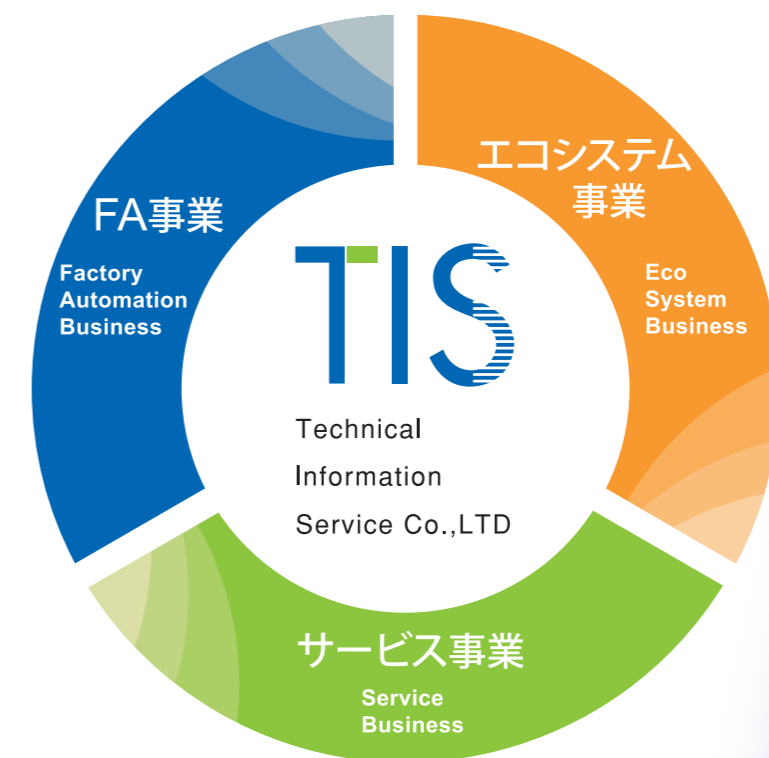 FA事業
Factory
Automation
Business
エコシステム
事業
Eco
System
Business
TIS
Technical
Information
Service Co.,LTD
サービス事業
Service
Business